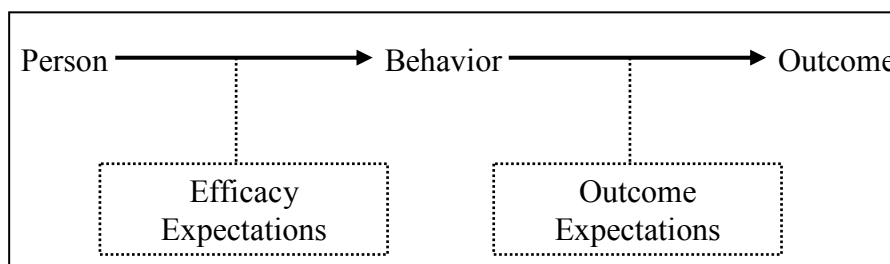 Person Behavior Outcome
Efficacy Expectations
Outcome Expectations